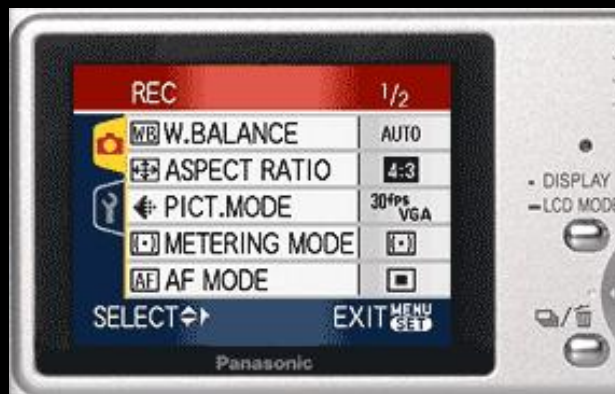 REC 1/2
WB W.BALANCE AUTO
ASPECT RATIO 4:3
PICT.MODE 30fps VGA
METERING MODE
AF AF MODE
SELECT EXIT MENU SET
Panasonic
DISPLAY
LCD MODE